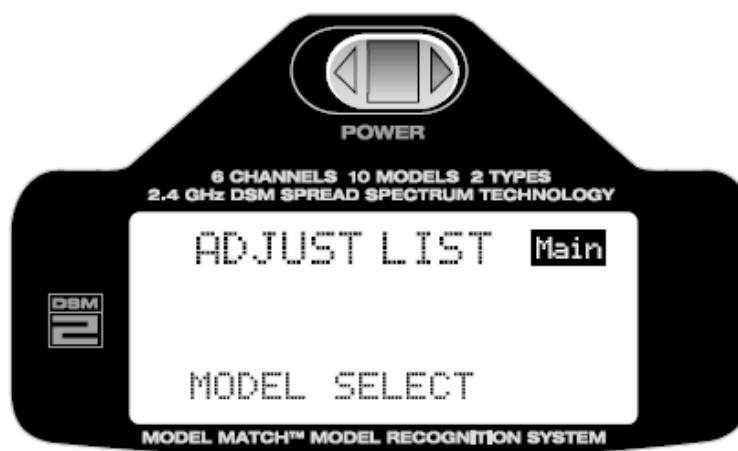 POWER
6 CHANNELS 10 MODELS 2 TYPES
2.4 GHz DSM SPREAD SPECTRUM TECHNOLOGY
ADJUST LIST Main
DSM
2
MODEL SELECT
MODEL MATCH™ MODEL RECOGNITION SYSTEM